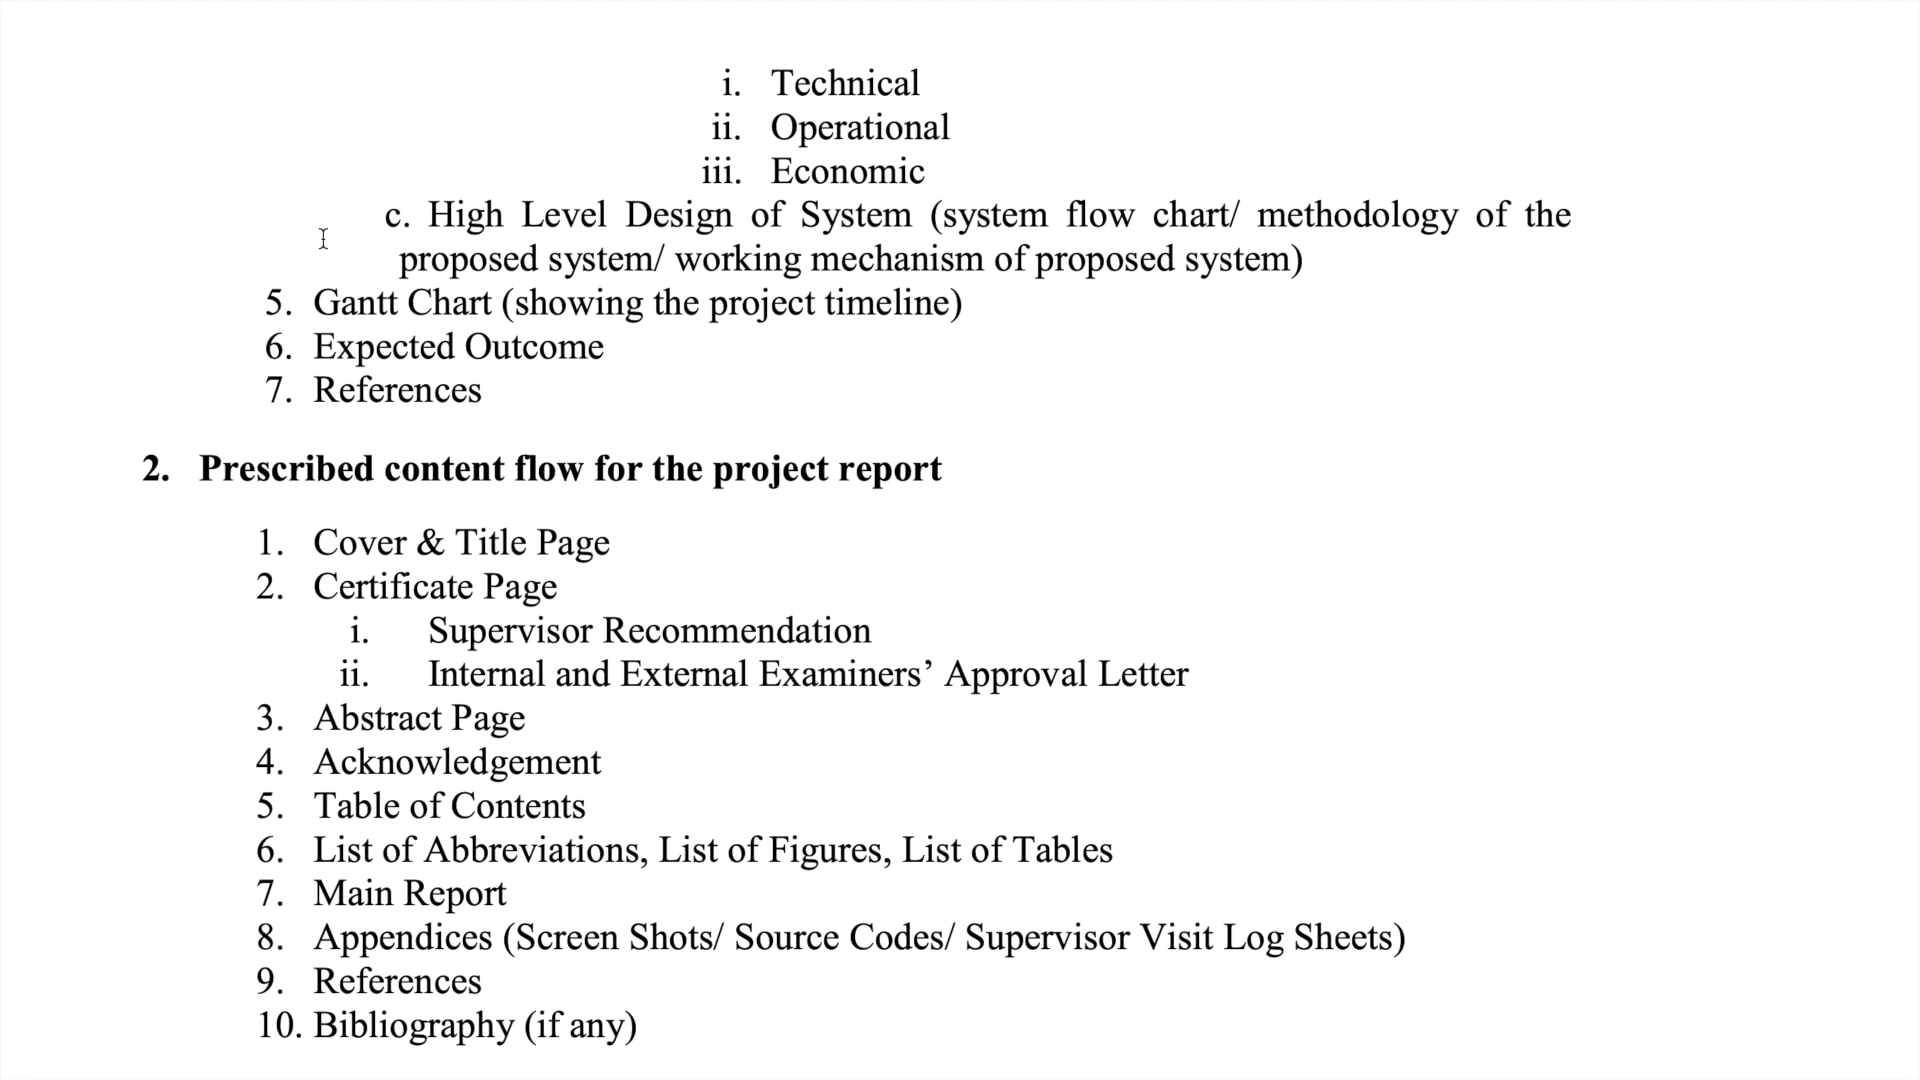 i. Technical
ii. Operational
iii. Economic
c. High Level Design of System (system flow chart/ methodology of the
proposed system/ working mechanism of proposed system)
5. Gantt Chart (showing the project timeline)
6. Expected Outcome
7. References
2. Prescribed content flow for the project report
1. Cover & Title Page
2. Certificate Page
i. Supervisor Recommendation
ii. Internal and External Examiners’ Approval Letter
3. Abstract Page
4. Acknowledgement
5. Table of Contents
6. List of Abbreviations, List of Figures, List of Tables
7. Main Report
8. Appendices (Screen Shots/ Source Codes/ Supervisor Visit Log Sheets)
9. References
10. Bibliography (if any)